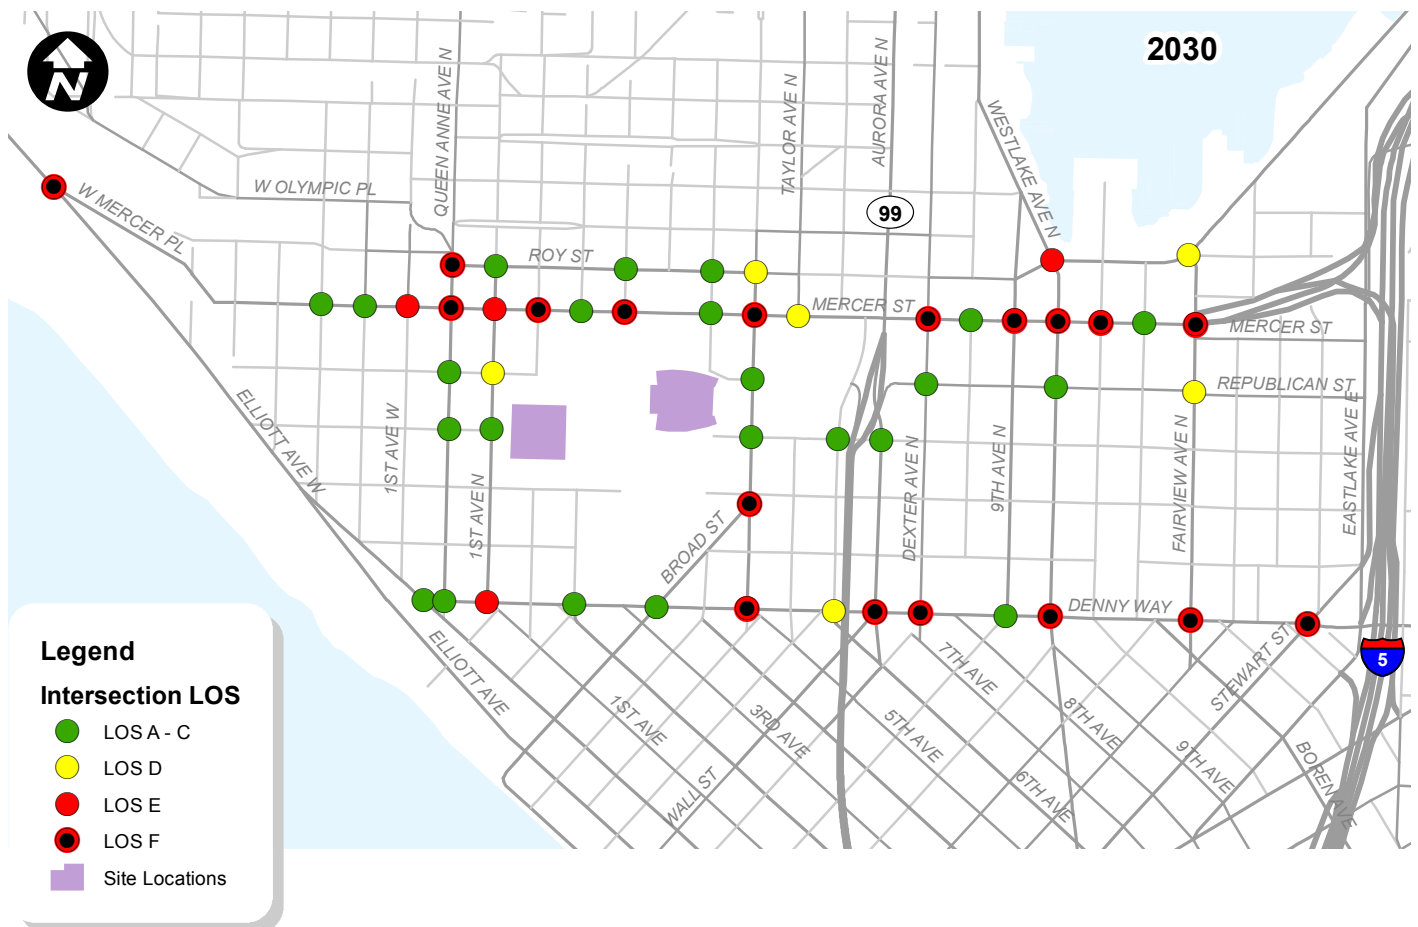 2030
N
QUEEN ANNE AVE N
TAYLOR AVE N
AURORA AVE N
WESTLAKE AVE N
W OLYMPIC PL
W MERCER PL
99
ROY ST
MERCER ST
MERCER ST
REPUBLICAN ST
ELLIOTT AVE W
1ST AVE W
1ST AVE N
BROAD ST
DEXTER AVE N
9TH AVE N
FAIRVIEW AVE N
EASTLAKE AVE E
DENNY WAY
ELLIOTT AVE
1ST AVE
3RD AVE
5TH AVE
6TH AVE
7TH AVE
8TH AVE
9TH AVE
WALL ST
STEWART ST
BOREN AVE
5
Legend
Intersection LOS
LOS A - C
LOS D
LOS E
LOS F
Site Locations